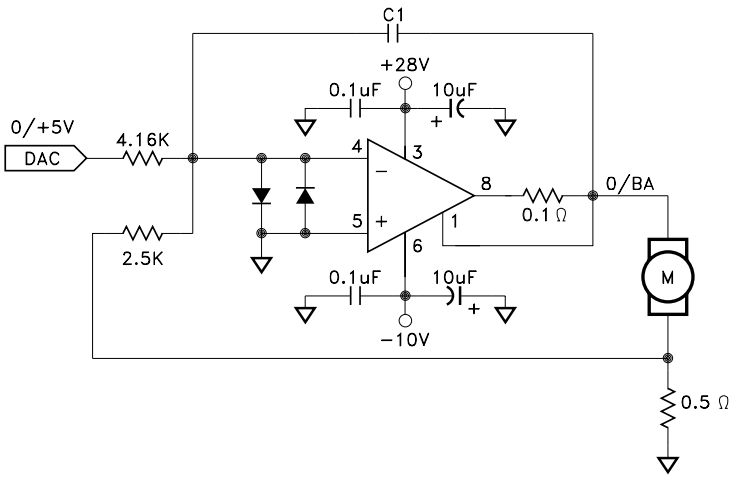 C1
+28V
0.1uF
10uF
+
0/+5V
DAC
4.16K
4
3
−
8
0/BA
0.1 Ω
5
+
1
2.5K
6
M
0.1uF
10uF
+
−10V
0.5 Ω